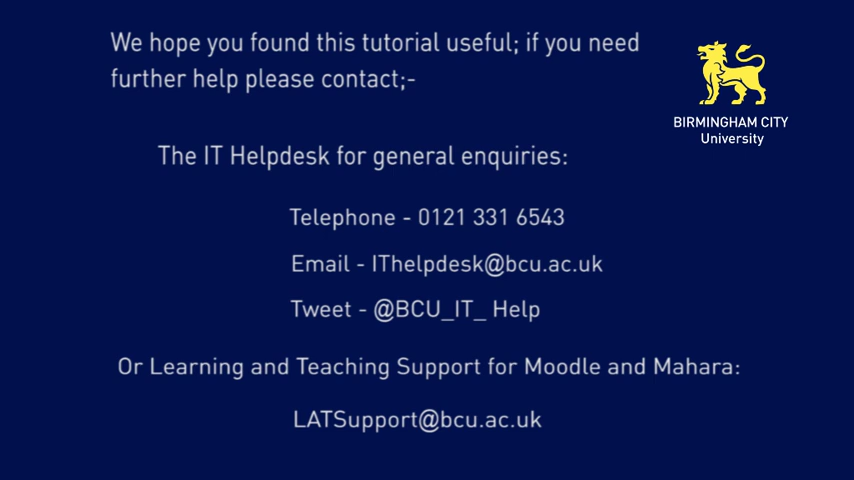 We hope you found this tutorial useful; if you need
further help please contact;-
BIRMINGHAM CITY
University
The IT Helpdesk for general enquiries:
Telephone - 0121 331 6543
Email - IThelpdesk@bcu.ac.uk
Tweet - @BCU_IT_ Help
Or Learning and Teaching Support for Moodle and Mahara:
LATSupport@bcu.ac.uk